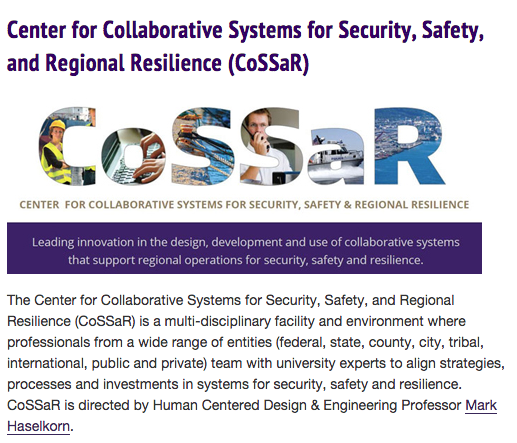 Center for Collaborative Systems for Security, Safety,
and Regional Resilience (CoSSaR)
CoSSaR
CENTER FOR COLLABORATIVE SYSTEMS FOR SECURITY, SAFETY & REGIONAL RESILIENCE
Leading innovation in the design, development and use of collaborative systems
that support regional operations for security, safety and resilience.
The Center for Collaborative Systems for Security, Safety, and Regional
Resilience (CoSSaR) is a multi-disciplinary facility and environment where
professionals from a wide range of entities (federal, state, county, city, tribal,
international, public and private) team with university experts to align strategies,
processes and investments in systems for security, safety and resilience.
CoSSaR is directed by Human Centered Design & Engineering Professor Mark
Haselkorn.